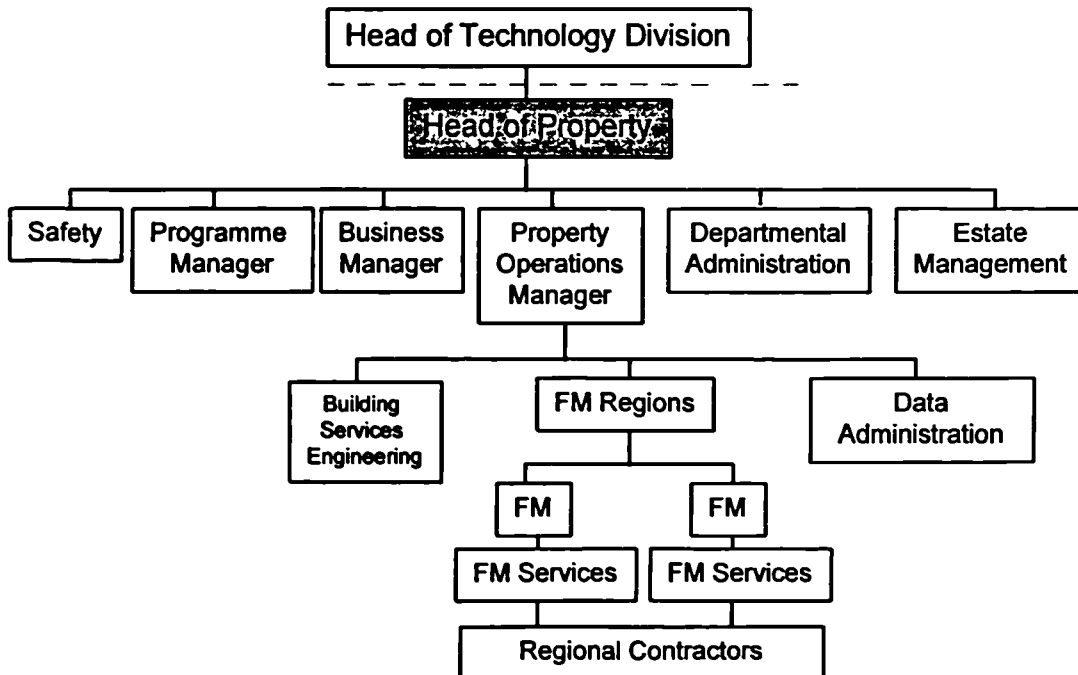 Head of Technology Division
Head of Property
Safety
Programme
Manager
Business
Manager
Property
Operations
Manager
Departmental
Administration
Estate
Management
Building
Services
Engineering
FM Regions
Data
Administration
FM
FM
FM Services
FM Services
Regional Contractors